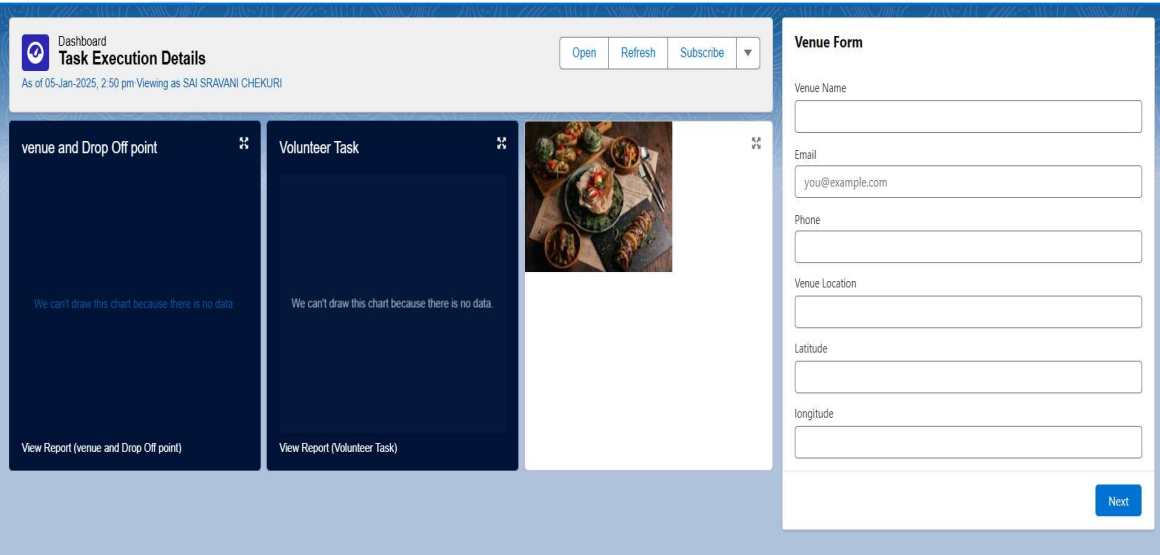 Dashboard
Task Execution Details
As of 05-Jan-2025, 2:50 pm·Viewing as SAI SRAVANI CHEKURI
Open
Refresh
Subscribe
venue and Drop Off point
We can't draw this chart because there is no data.
View Report (venue and Drop Off point)
Volunteer Task
We can't draw this chart because there is no data.
View Report (Volunteer Task)
Venue Form
Venue Name
Email
you@example.com
Phone
Venue Location
Latitude
longitude
Next